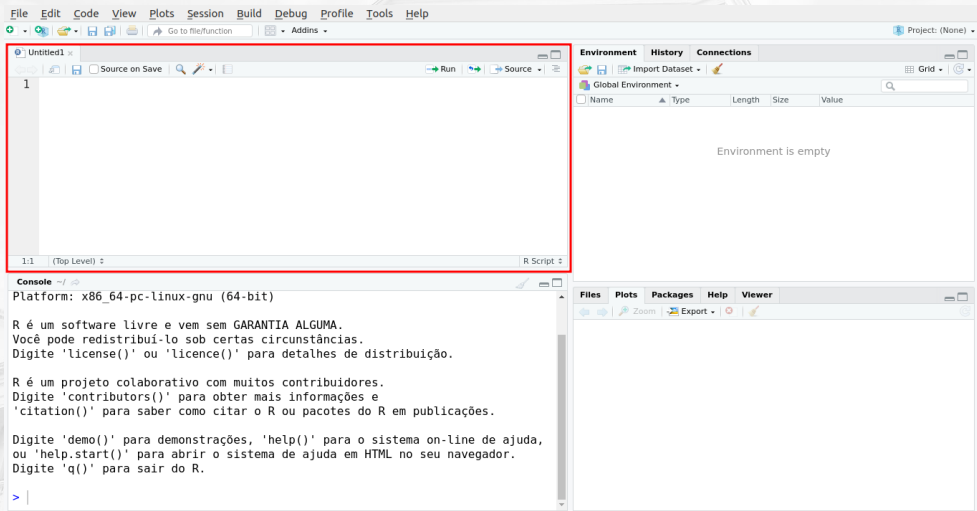 File Edit Code View Plots Session Build Debug Profile Tools Help
Go to file/function Addins Project: (None)
Untitled1
Source on Save Run Source
1
1:1 (Top Level) R Script
Console ~/
Platform: x86_64-pc-linux-gnu (64-bit)
R é um software livre e vem sem GARANTIA ALGUMA.
Você pode redistribuí-lo sob certas circunstâncias.
Digite 'license()' ou 'licence()' para detalhes de distribuição.
R é um projeto colaborativo com muitos contribuidores.
Digite 'contributors()' para obter mais informações e
'citation()' para saber como citar o R ou pacotes do R em publicações.
Digite 'demo()' para demonstrações, 'help()' para o sistema on-line de ajuda,
ou 'help.start()' para abrir o sistema de ajuda em HTML no seu navegador.
Digite 'q()' para sair do R.
>
Environment History Connections
Import Dataset Grid
Global Environment
Name Type Length Size Value
Environment is empty
Files Plots Packages Help Viewer
Zoom Export